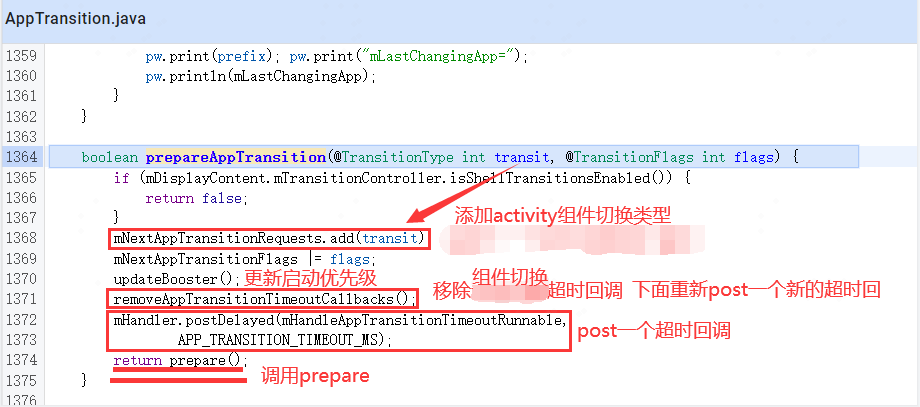 AppTransition.java
1359 pw.print(prefix); pw.print("mLastChangingApp=");
1360 pw.println(mLastChangingApp);
1361 }
1362 }
1363
1364 boolean prepareAppTransition(@TransitionType int transit, @TransitionFlags int flags) {
1365 if (mDisplayContent.mTransitionController.isShellTransitionsEnabled()) {
1366 return false;
1367 }
添加activity组件切换类型
1368 mNextAppTransitionRequests.add(transit)
1369 mNextAppTransitionFlags |= flags;
1370 updateBooster(); 更新启动优先级 组件切换
1371 removeAppTransitionTimeoutCallbacks(); 移除 超时回调 下面重新post一个新的超时回
1372 mHandler.postDelayed(mHandleAppTransitionTimeoutRunnable,
post一个超时回调
1373 APP_TRANSITION_TIMEOUT_MS);
1374 return prepare();
1375 } 调用prepare
1376